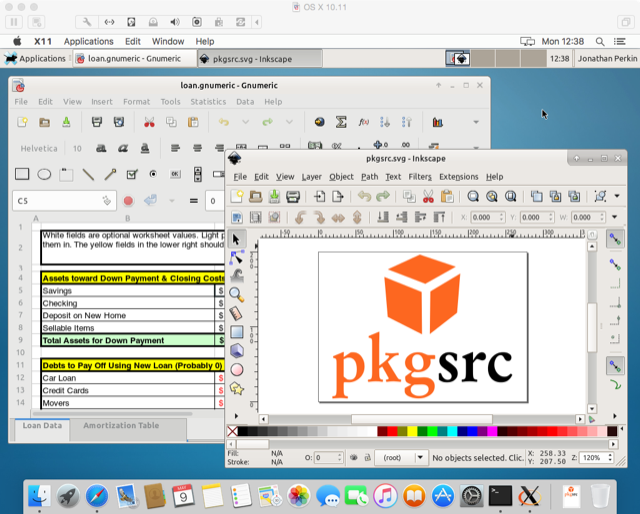 OS X 10.11
X11 Applications Edit Window Help Mon 12:38
Applications loan.gnumeric - Gnumeric pkgsrc.svg - Inkscape 12:38 Jonathan Perkin
loan.gnumeric - Gnumeric
File Edit View Insert Format Tools Statistics Data Help
Helvetica 10
C5 = 0
A B
1 White fields are optional worksheet values. Light
2 them in. The yellow fields in the lower right should
3
4 Assets toward Down Payment & Closing Costs
5 Savings $
6 Checking $
7 Deposit on New Home $
8 Sellable Items $
9 Total Assets for Down Payment $
10
11 Debts to Pay Off Using New Loan (Probably 0)
12 Car Loan $
13 Credit Cards $
14 Movers $
Loan Data Amortization Table
pkgsrc.svg - Inkscape
File Edit View Layer Object Path Text Filters Extensions Help
X: 0.000 Y: 0.000 W: 0.000
pkgsrc
Fill: N/A
Stroke: N/A
O: 0 (root) No objects selected. Clic. X: 258.33 Y: 207.50 Z: 120%
MAR
9
pkgsrc